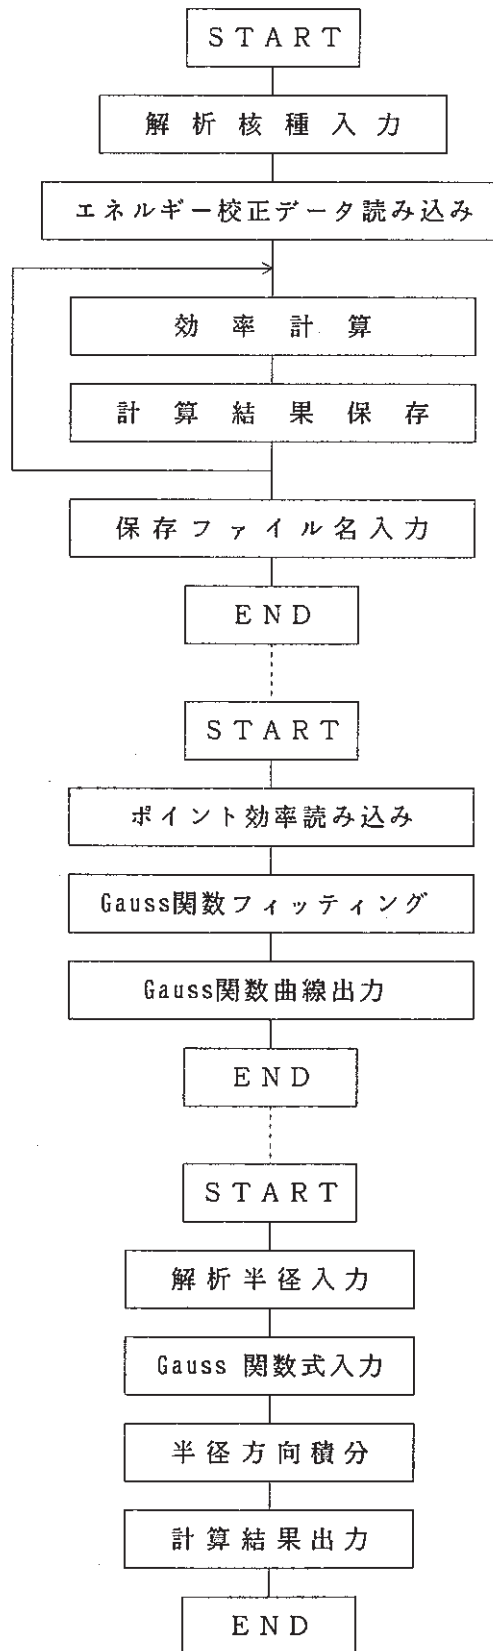 START
解析核種入力
エネルギー校正データ読み込み
効率計算
計算結果保存
保存ファイル名入力
END
START
ポイント効率読み込み
Gauss関数フィッティング
Gauss関数曲線出力
END
START
解析半径入力
Gauss 関数式入力
半径方向積分
計算結果出力
END